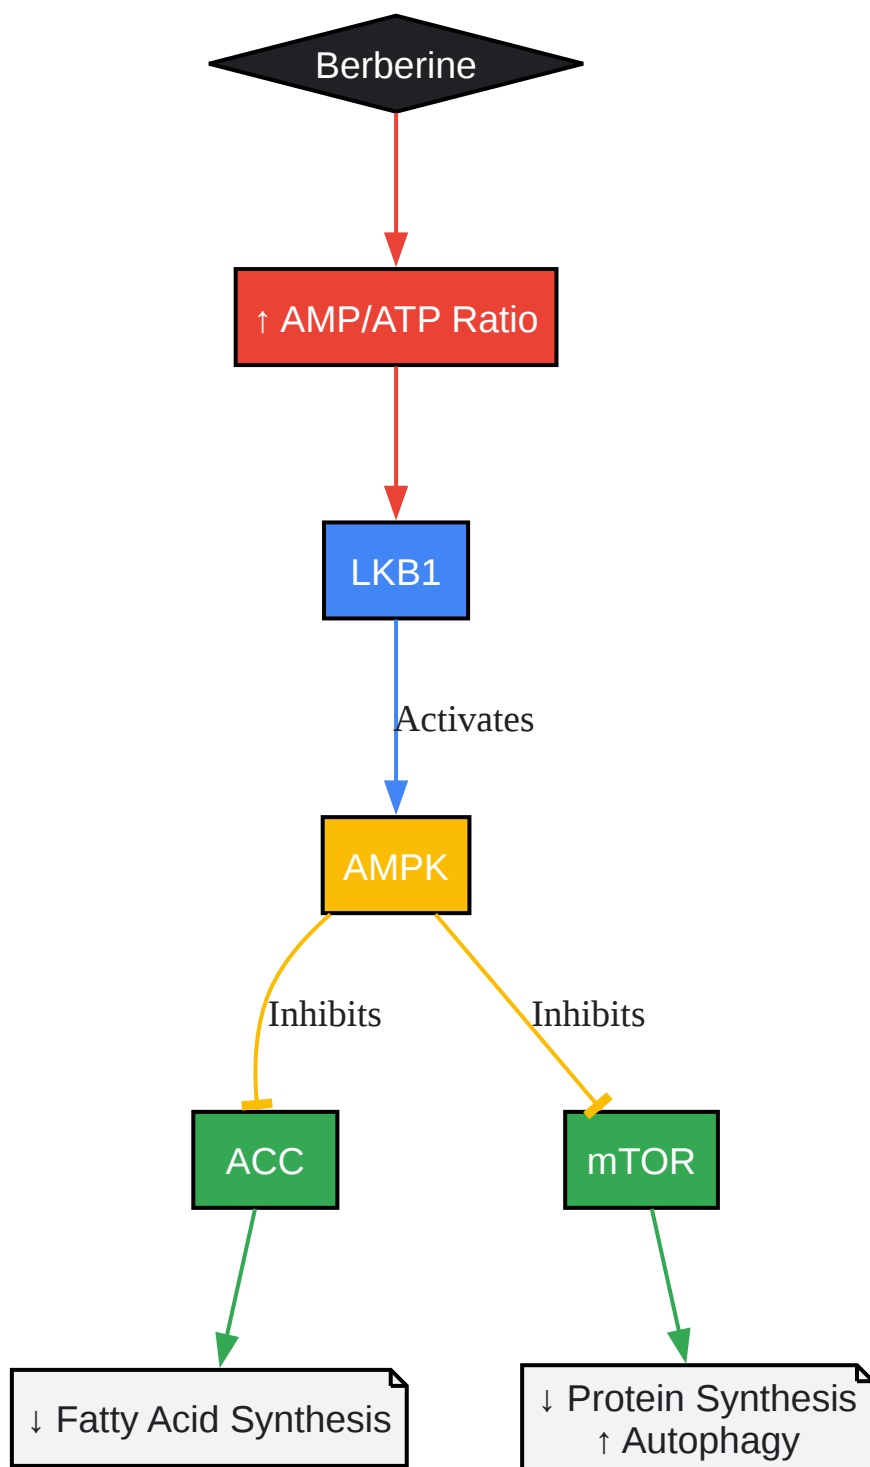 Berberine
↑ AMP/ATP Ratio
LKB1
Activates
AMPK
Inhibits
Inhibits
ACC
mTOR
↓ Fatty Acid Synthesis
↓ Protein Synthesis
↑ Autophagy